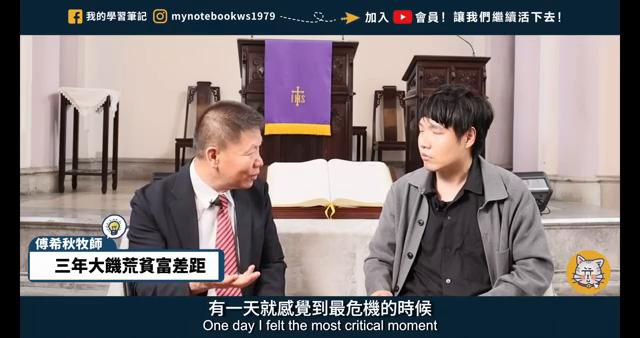 我的學習筆記 mynotebookws1979 加入 會員！讓我們繼續活下去！
IHS
傅希秋牧師
三年大饑荒貧富差距
有一天就感覺到最危機的時候
One day I felt the most critical moment